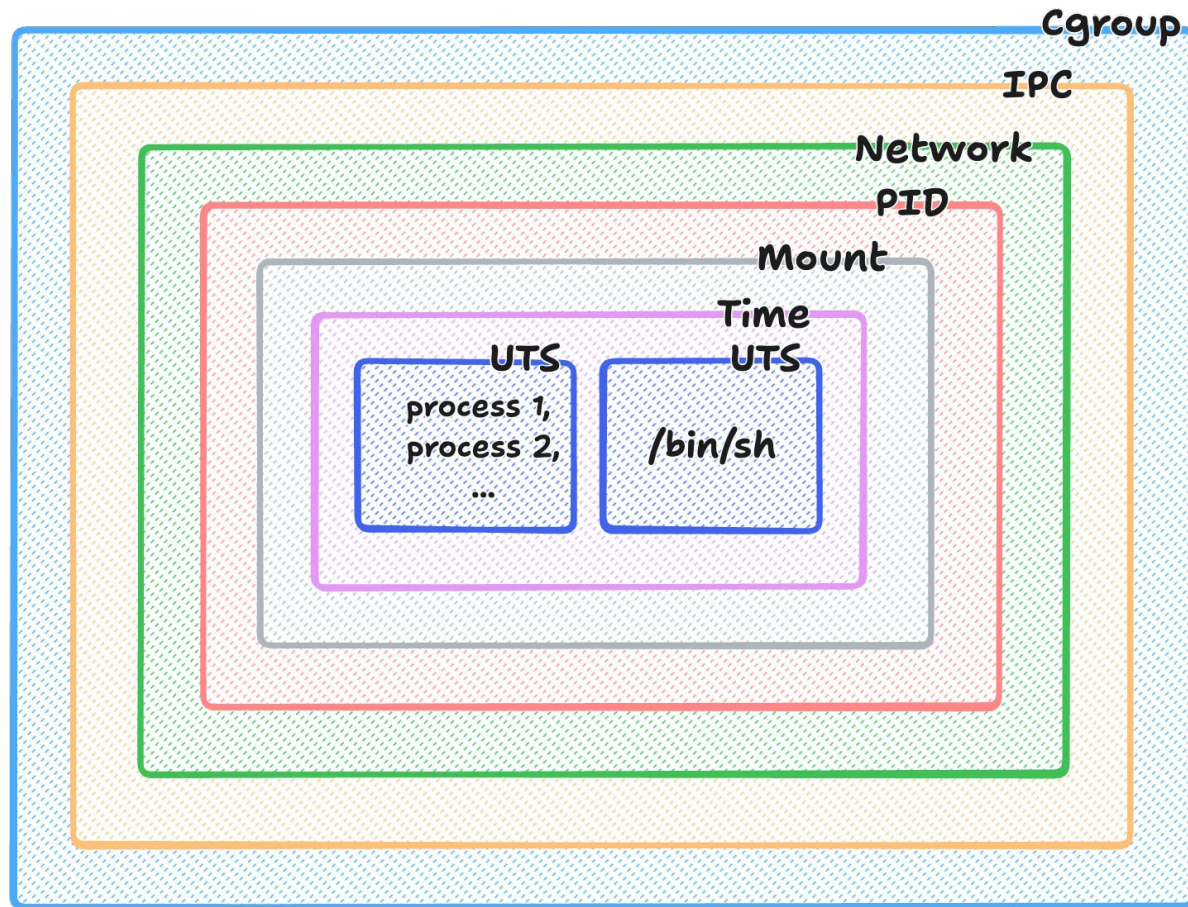 Cgroup
IPC
Network
PID
Mount
Time
UTS
process 1,
process 2,
...
UTS
/bin/sh